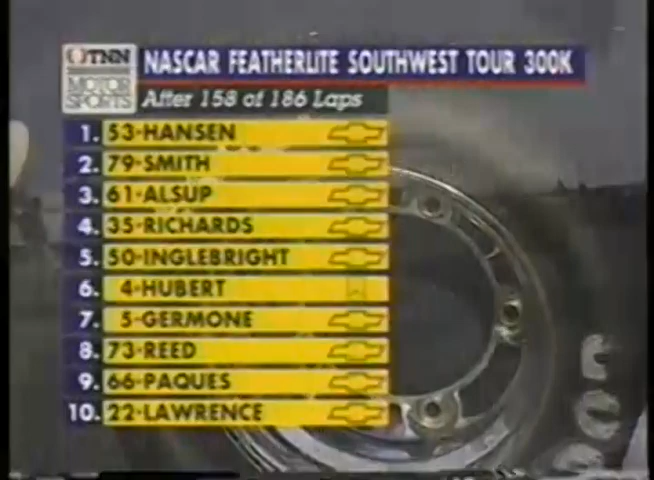 TNN
MOTOR
SPORTS
NASCAR FEATHERLITE SOUTHWEST TOUR 300K
After 158 of 186 Laps
1. 53-HANSEN
2. 79-SMITH
3. 61-ALSUP
4. 35-RICHARDS
5. 50-INGLEBRIGHT
6. 4-HUBERT
7. 5-GERMONE
8. 73-REED
9. 66-PAQUES
10. 22-LAWRENCE